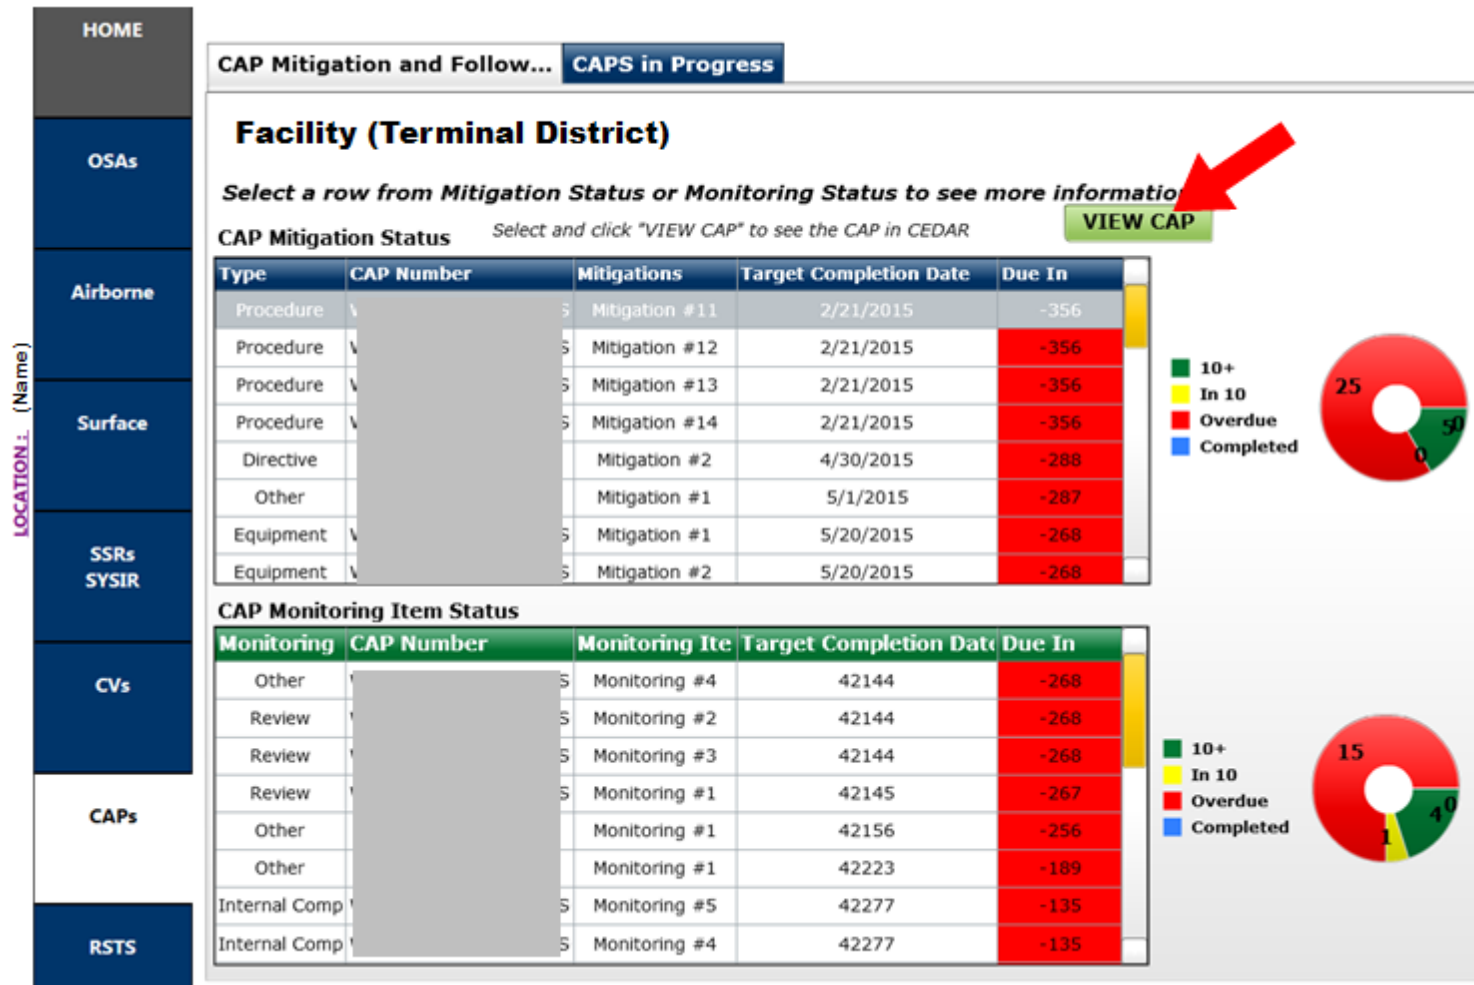 HOME
OSAs
Airborne
Surface
SSRs
SYSIR
CVs
CAPs
RSTS
LOCATION: (Name)
CAP Mitigation and Follow... CAPS in Progress
Facility (Terminal District)
Select a row from Mitigation Status or Monitoring Status to see more
VIEW CAP
CAP Mitigation Status Select and click "VIEW CAP" to see the CAP in CEDAR
Type CAP Number Mitigations Target Completion Date Due In
Procedure Mitigation #11 2/21/2015 -356
Procedure Mitigation #12 2/21/2015 -356
Procedure Mitigation #13 2/21/2015 -356
Procedure Mitigation #14 2/21/2015 -356
Directive Mitigation #2 4/30/2015 -288
Other Mitigation #1 5/1/2015 -287
Equipment Mitigation #1 5/20/2015 -268
Equipment Mitigation #2 5/20/2015 -268
10+
In 10
Overdue
Completed
25
5 0
0
CAP Monitoring Item Status
Monitoring CAP Number Monitoring Ite Target Completion Date Due In
Other Monitoring #4 42144 -268
Review Monitoring #2 42144 -268
Review Monitoring #3 42144 -268
Review Monitoring #1 42145 -267
Other Monitoring #1 42156 -256
Other Monitoring #1 42223 -189
Internal Comp Monitoring #5 42277 -135
Internal Comp Monitoring #4 42277 -135
10+
In 10
Overdue
Completed
15
4 0
1